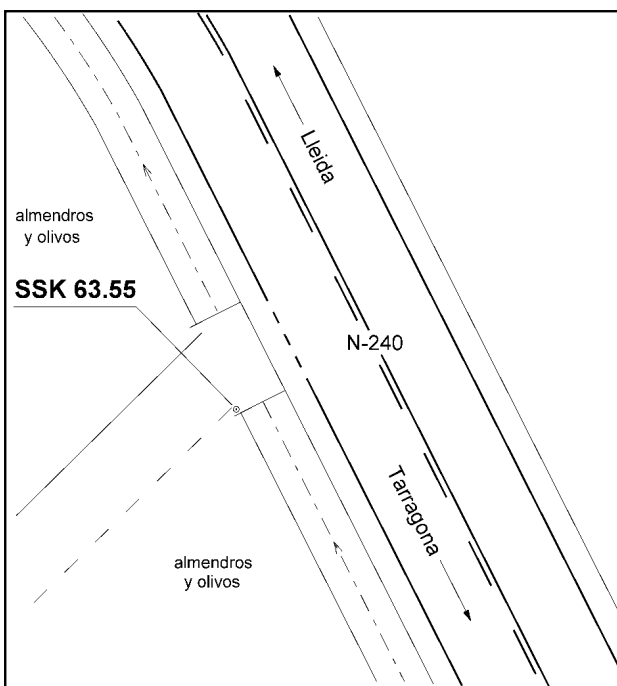 Lleida
almendros
y olivos
SSK 63.55
N-240
Tarragona
almendros
y olivos